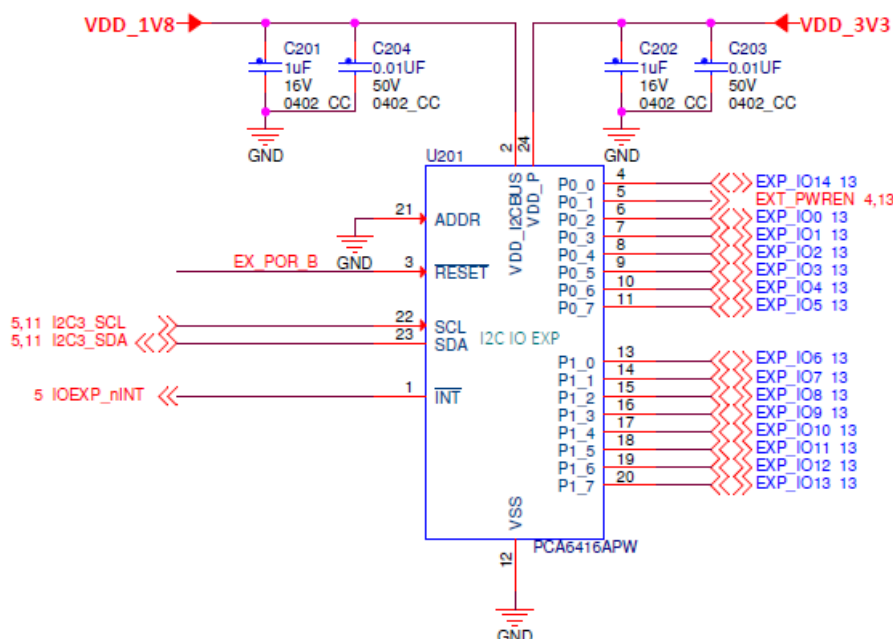 VDD_1V8
VDD_3V3
C201
1uF
16V
0402_CC
C204
0.01UF
50V
0402_CC
C202
1uF
16V
0402_CC
C203
0.01UF
50V
0402_CC
GND
GND
U201
2
24
VDD_I2CBUS
VDD_P
21
ADDR
GND
EX_POR_B
3
RESET
5,11 I2C3_SCL
22
SCL
5,11 I2C3_SDA
23
SDA
I2C IO EXP
5 IOEXP_nINT
1
INT
P0_0 4 EXP_IO14 13
P0_1 5 EXT_PWREN 4,13
P0_2 6 EXP_IO0 13
P0_3 7 EXP_IO1 13
P0_4 8 EXP_IO2 13
P0_5 9 EXP_IO3 13
P0_6 10 EXP_IO4 13
P0_7 11 EXP_IO5 13
P1_0 13 EXP_IO6 13
P1_1 14 EXP_IO7 13
P1_2 15 EXP_IO8 13
P1_3 16 EXP_IO9 13
P1_4 17 EXP_IO10 13
P1_5 18 EXP_IO11 13
P1_6 19 EXP_IO12 13
P1_7 20 EXP_IO13 13
VSS
12
PCA6416APW
GND